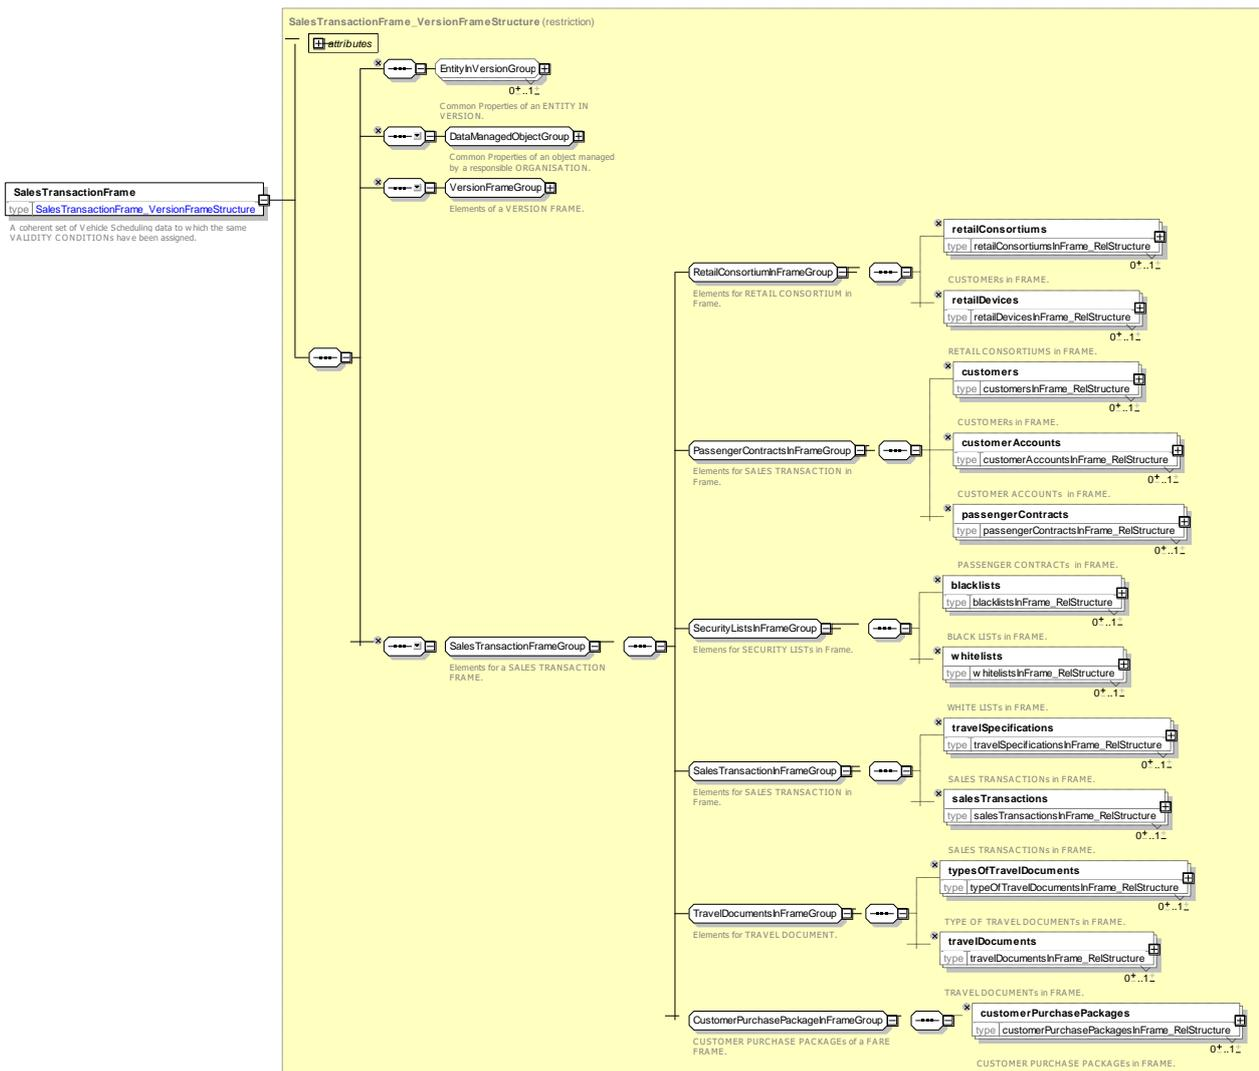 SalesTransactionFrame_VersionFrameStructure (restriction)
attributes
EntityInVersionGroup
0..1
Common Properties of an ENTITY IN
VERSION.
DataManagedObjectGroup
Common Properties of an object managed
by a responsible ORGANISATION.
SalesTransactionFrame
type SalesTransactionFrame_VersionFrameStructure
A coherent set of Vehicle Scheduling data to which the same
VALIDITY CONDITIONs have been assigned.
VersionFrameGroup
Elements of a VERSION FRAME.
SalesTransactionFrameGroup
Elements for a SALES TRANSACTION
FRAME.
RetailConsortiumInFrameGroup
Elements for RETAIL CONSORTIUM in
Frame.
retailConsortiums
type retailConsortiumsInFrame_RelStructure
0..1
CUSTOMERs in FRAME.
retailDevices
type retailDevicesInFrame_RelStructure
0..1
RETAIL CONSORTIUMS in FRAME.
PassengerContractsInFrameGroup
Elements for SALES TRANSACTION in
Frame.
customers
type customersInFrame_RelStructure
0..1
CUSTOMERs in FRAME.
customerAccounts
type customerAccountsInFrame_RelStructure
0..1
CUSTOMER ACCOUNTs in FRAME.
passengerContracts
type passengerContractsInFrame_RelStructure
0..1
PASSENGER CONTRACTs in FRAME.
SecurityListsInFrameGroup
Elemens for SECURITY LISTs in Frame.
blacklists
type blacklistsInFrame_RelStructure
0..1
BLACK LISTs in FRAME.
whitelists
type whitelistsInFrame_RelStructure
0..1
WHITE LISTs in FRAME.
SalesTransactionInFrameGroup
Elements for SALES TRANSACTION in
Frame.
travelSpecifications
type travelSpecificationsInFrame_RelStructure
0..1
SALES TRANSACTIONs in FRAME.
salesTransactions
type salesTransactionsInFrame_RelStructure
0..1
SALES TRANSACTIONs in FRAME.
TravelDocumentsInFrameGroup
Elements for TRAVEL DOCUMENT.
typesOfTravelDocuments
type typeOfTravelDocumentsInFrame_RelStructure
0..1
TYPE OF TRAVEL DOCUMENTs in FRAME.
travelDocuments
type travelDocumentsInFrame_RelStructure
0..1
TRAVEL DOCUMENTs in FRAME.
CustomerPurchasePackageInFrameGroup
CUSTOMER PURCHASE PACKAGEs of a FARE
FRAME.
customerPurchasePackages
type customerPurchasePackagesInFrame_RelStructure
0..1
CUSTOMER PURCHASE PACKAGEs in FRAME.